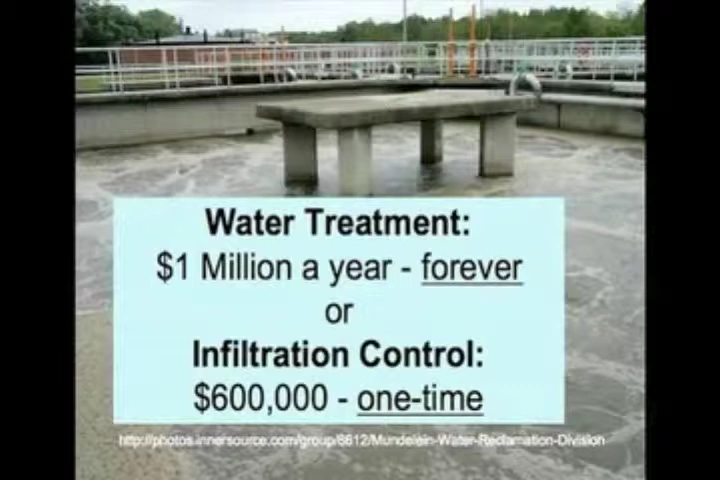 Water Treatment:
$1 Million a year - forever
or
Infiltration Control:
$600,000 - one-time
http://photos.innersource.com/group/6612/Mundelein-Water-Reclamation-Division